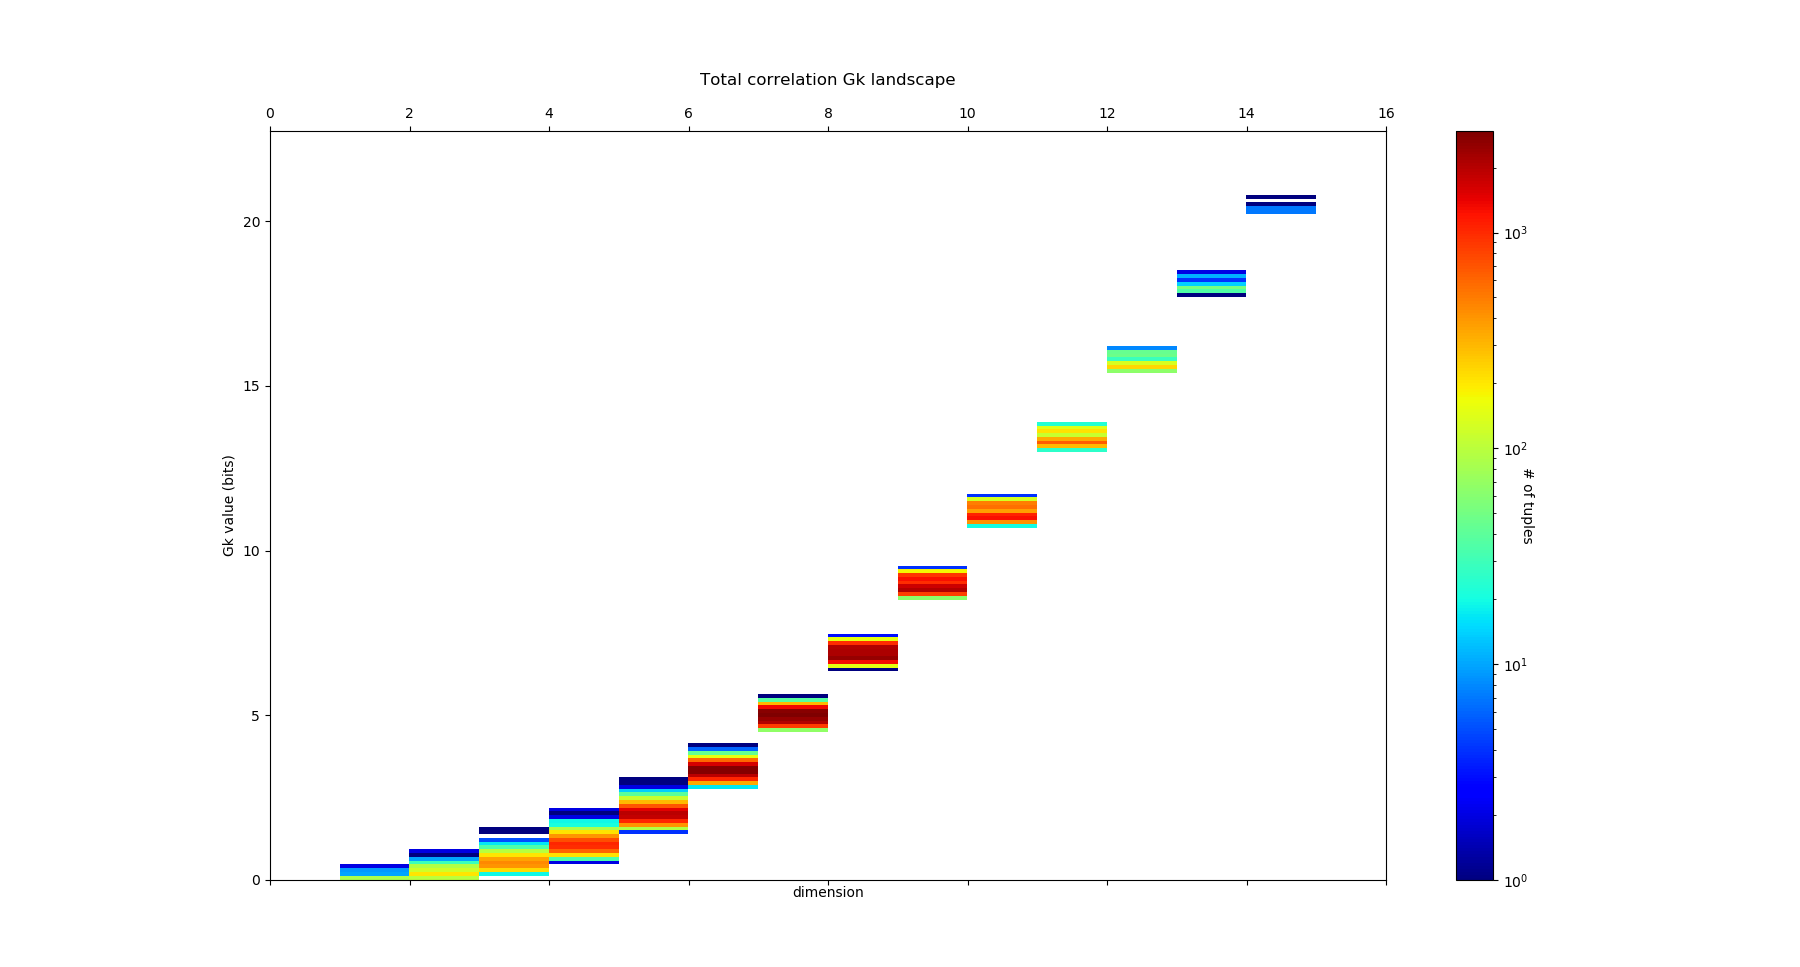 Total correlation Gk landscape
0 2 4 6 8 10 12 14 16
20
15
10
5
0
Gk value (bits)
dimension
10³
10²
10¹
10⁰
# of tuples